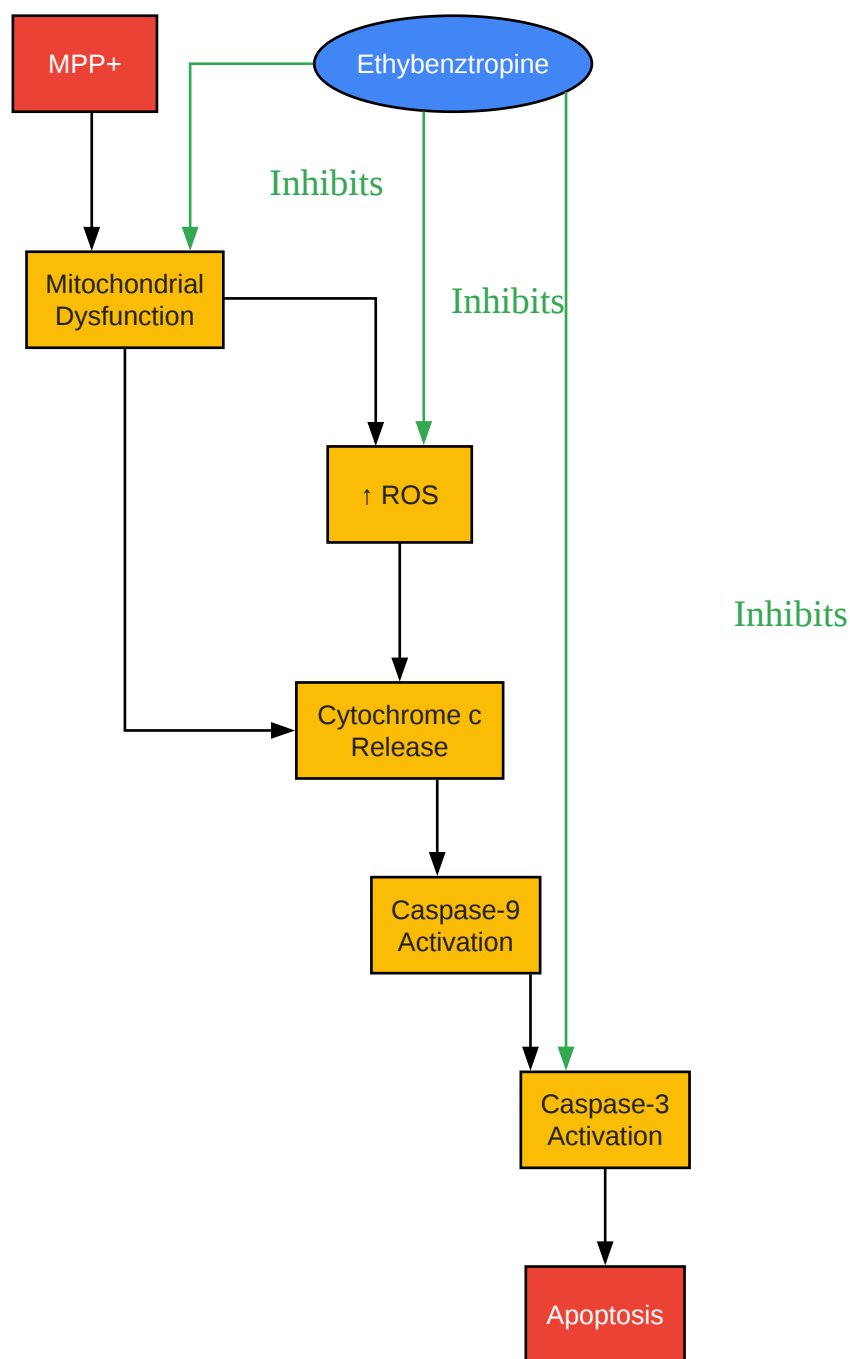 MPP+
Ethybenztropine
Inhibits
Mitochondrial
Dysfunction
Inhibits
↑ ROS
Inhibits
Cytochrome c
Release
Caspase-9
Activation
Caspase-3
Activation
Apoptosis